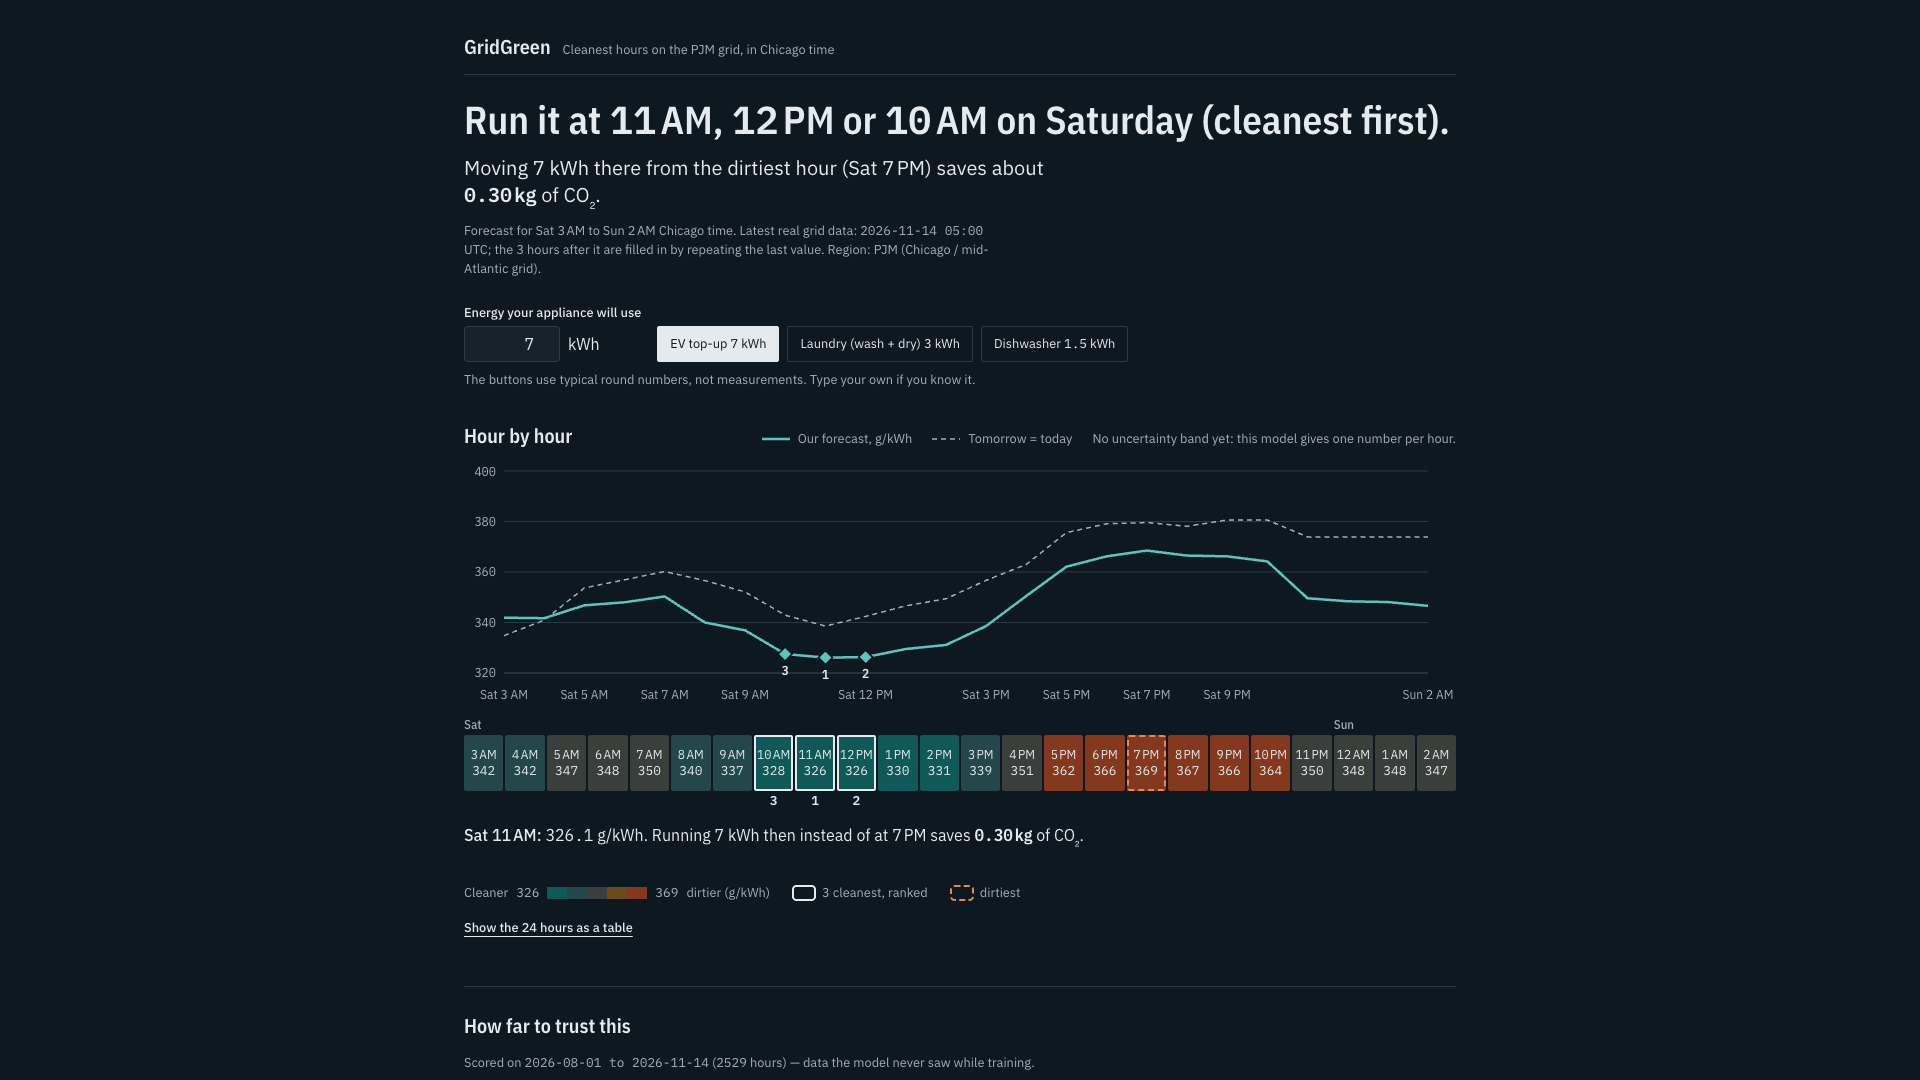 GridGreen Cleanest hours on the PJM grid, in Chicago time
Run it at 11 AM, 12 PM or 10 AM on Saturday (cleanest first).
Moving 7 kWh there from the dirtiest hour (Sat 7 PM) saves about
0.30 kg of CO₂.
Forecast for Sat 3 AM to Sun 2 AM Chicago time. Latest real grid data: 2026-11-14 05:00
UTC; the 3 hours after it are filled in by repeating the last value. Region: PJM (Chicago / mid-
Atlantic grid).
Energy your appliance will use
7 kWh EV top-up 7 kWh Laundry (wash + dry) 3 kWh Dishwasher 1.5 kWh
The buttons use typical round numbers, not measurements. Type your own if you know it.
Hour by hour Our forecast, g/kWh Tomorrow = today No uncertainty band yet: this model gives one number per hour.
400
380
360
340
320
3 1 2
Sat 3 AM Sat 5 AM Sat 7 AM Sat 9 AM Sat 12 PM Sat 3 PM Sat 5 PM Sat 7 PM Sat 9 PM Sun 2 AM
Sat Sun
3 AM 4 AM 5 AM 6 AM 7 AM 8 AM 9 AM 10 AM 11 AM 12 PM 1 PM 2 PM 3 PM 4 PM 5 PM 6 PM 7 PM 8 PM 9 PM 10 PM 11 PM 12 AM 1 AM 2 AM
342 342 347 348 350 340 337 328 326 326 330 331 339 351 362 366 369 367 366 364 350 348 348 347
3 1 2
Sat 11 AM: 326.1 g/kWh. Running 7 kWh then instead of at 7 PM saves 0.30 kg of CO₂.
Cleaner 326 369 dirtier (g/kWh) 3 cleanest, ranked dirtiest
Show the 24 hours as a table
How far to trust this
Scored on 2026-08-01 to 2026-11-14 (2529 hours) — data the model never saw while training.